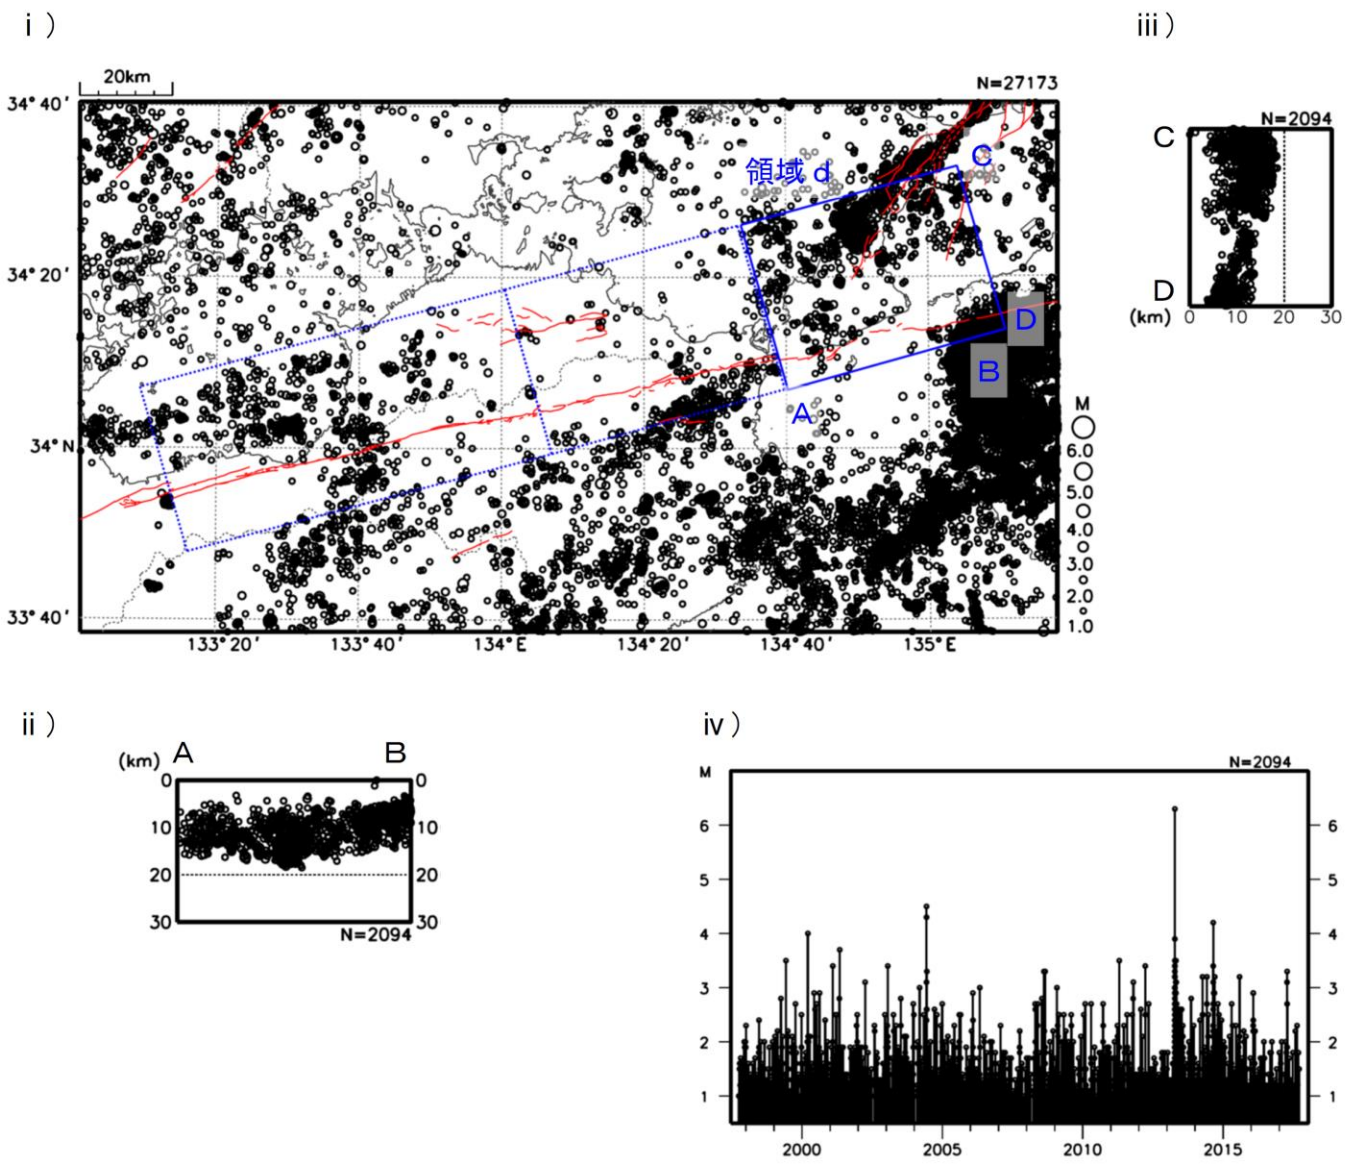 i）
20km
N=27173
34°40′
34°20′
34°N
33°40′
133°20′
133°40′
134°E
134°20′
134°40′
135°E
領域 d
C
D
B
A
M
6.0
5.0
4.0
3.0
2.0
1.0
iii）
N=2094
C
D
(km)
0
10
20
30
ii）
(km)
A
B
0
10
20
30
0
10
20
30
N=2094
iv）
M
N=2094
6
5
4
3
2
1
6
5
4
3
2
1
2000
2005
2010
2015